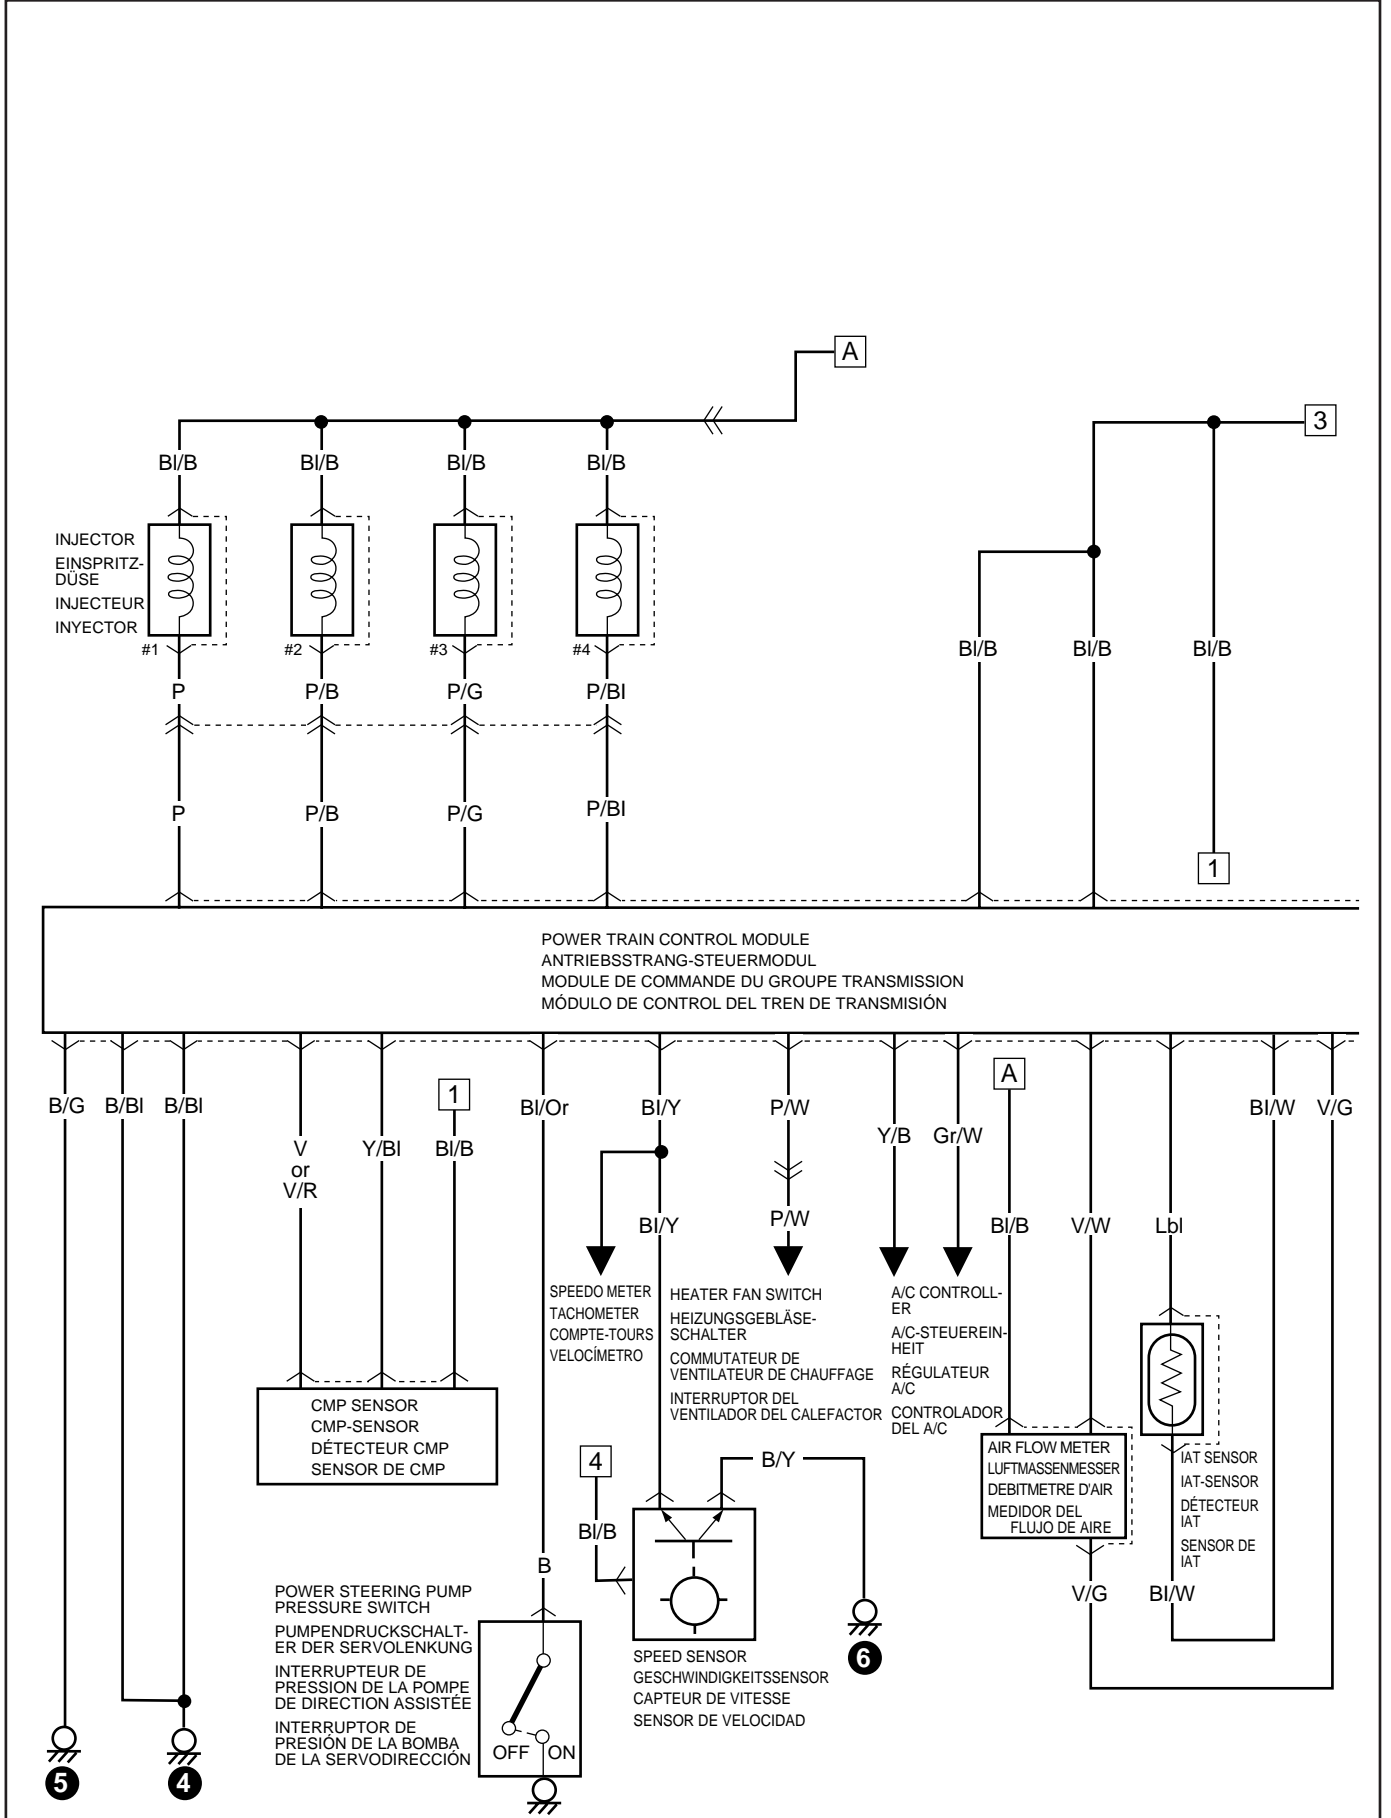 A
3
Bl/B Bl/B Bl/B Bl/B
INJECTOR
EINSPRITZ-
DÜSE
INJECTEUR
INYECTOR
#1 #2 #3 #4
Bl/B Bl/B Bl/B
P P/B P/G P/Bl
P P/B P/G P/Bl
1
POWER TRAIN CONTROL MODULE
ANTRIEBSSTRANG-STEUERMODUL
MODULE DE COMMANDE DU GROUPE TRANSMISSION
MÓDULO DE CONTROL DEL TREN DE TRANSMISIÓN
B/G B/Bl B/Bl
V
or
V/R
Y/Bl
1
Bl/B
Bl/Or
Bl/Y
P/W
Y/B Gr/W
A
Bl/W V/G
Bl/Y
P/W
Bl/B V/W Lbl
SPEEDO METER
TACHOMETER
COMPTE-TOURS
VELOCÍMETRO
HEATER FAN SWITCH
HEIZUNGSGEBLÄSE-
SCHALTER
COMMUTATEUR DE
VENTILATEUR DE CHAUFFAGE
INTERRUPTOR DEL
VENTILADOR DEL CALEFACTOR
A/C CONTROLL-
ER
A/C-STEUEREIN-
HEIT
RÉGULATEUR
A/C
CONTROLADOR
DEL A/C
CMP SENSOR
CMP-SENSOR
DÉTECTEUR CMP
SENSOR DE CMP
AIR FLOW METER
LUFTMASSENMESSER
DEBITMETRE D'AIR
MEDIDOR DEL
FLUJO DE AIRE
IAT SENSOR
IAT-SENSOR
DÉTECTEUR
IAT
SENSOR DE
IAT
4
B/Y
Bl/B
B
V/G Bl/W
POWER STEERING PUMP
PRESSURE SWITCH
PUMPENDRUCKSCHALT-
ER DER SERVOLENKUNG
INTERRUPTEUR DE
PRESSION DE LA POMPE
DE DIRECTION ASSISTÉE
INTERRUPTOR DE
PRESIÓN DE LA BOMBA
DE LA SERVODIRECCIÓN
OFF ON
SPEED SENSOR
GESCHWINDIGKEITSSENSOR
CAPTEUR DE VITESSE
SENSOR DE VELOCIDAD
6
5 4